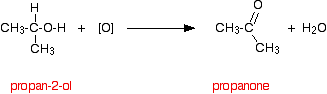 H O
CH₃-C-O-H + [O] CH₃-C + H₂O
CH₃ CH₃
propan-2-ol propanone